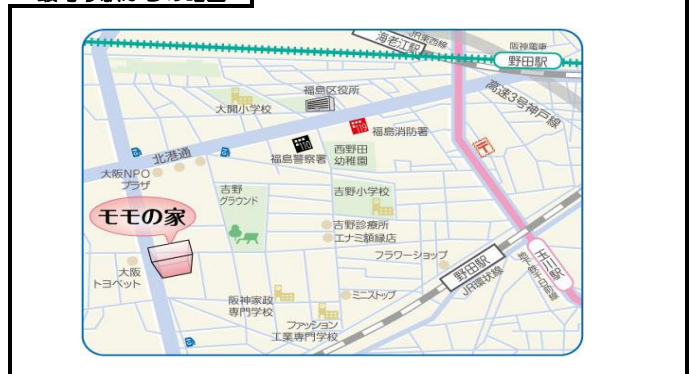 海老江駅
JR東西線
阪神電車
野田駅
福島区役所
大開小学校
高速3号神戸線
福島消防署
北港通
福島警察署
西野田
幼稚園
大阪NPO
プラザ
吉野
グラウンド
吉野小学校
モモの家
吉野診療所
エナミ額縁店
フラワーショップ
野田駅
JR環状線
玉川駅
大阪
トヨペット
阪神家政
専門学校
ミニストップ
ファッション
工業専門学校